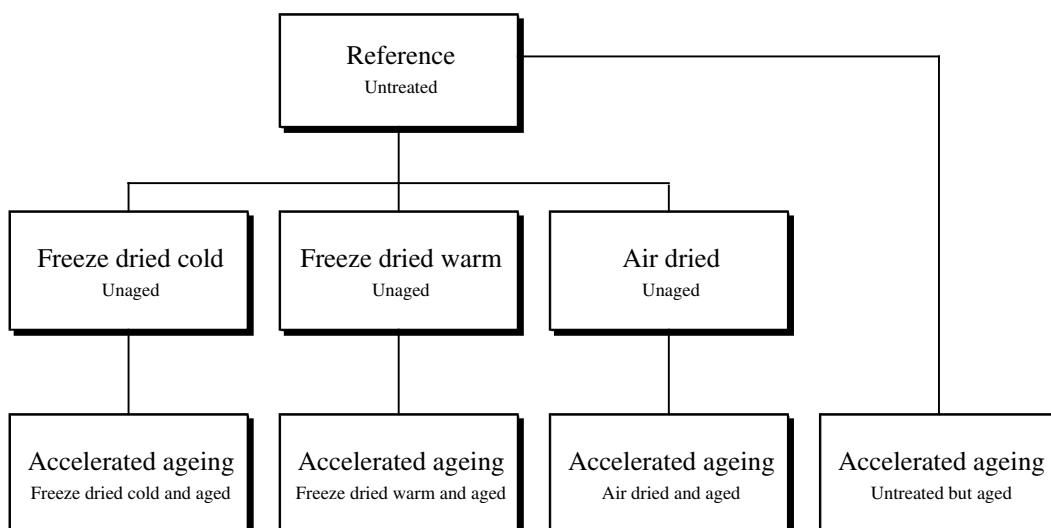 Reference
Untreated
Freeze dried cold
Unaged
Freeze dried warm
Unaged
Air dried
Unaged
Accelerated ageing
Freeze dried cold and aged
Accelerated ageing
Freeze dried warm and aged
Accelerated ageing
Air dried and aged
Accelerated ageing
Untreated but aged